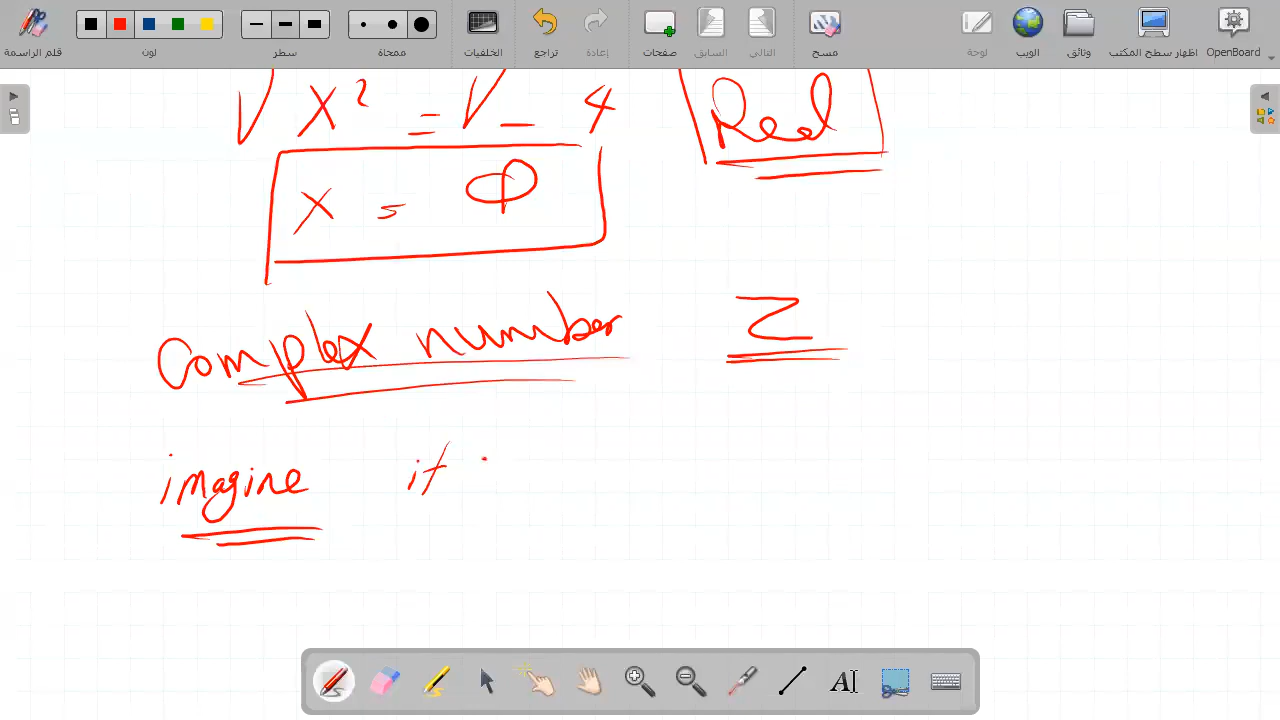 قلم الراسمة لون سطر ممحاة الخلفيات تراجع إعادة صفحات السابق التالي مسح لوحة الويب وثائق اظهار سطح المكتب OpenBoard
√x² = √- 4 Real
x = φ
Complex number Z
imagine if